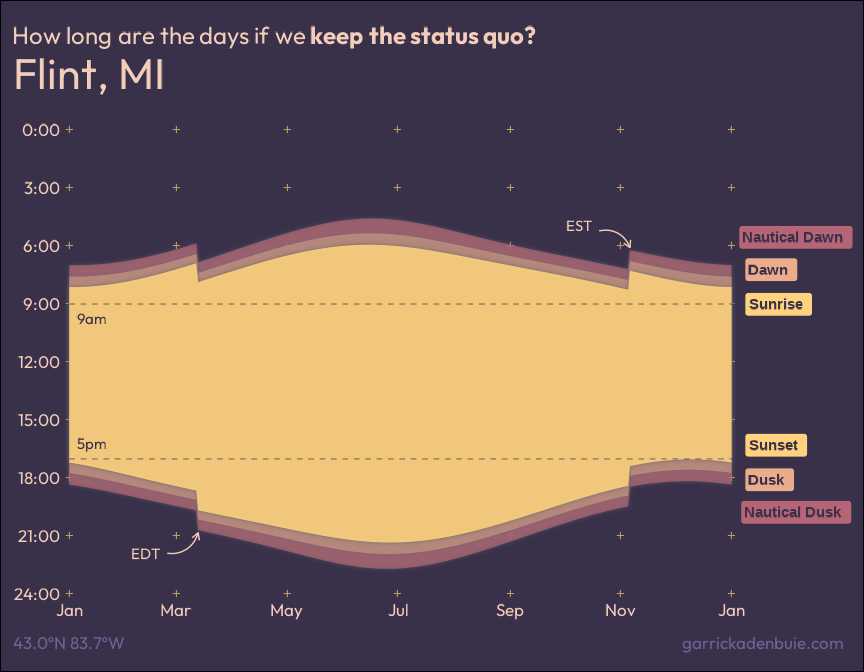 How long are the days if we keep the status quo?
Flint, MI
0:00
3:00
EST
Nautical Dawn
6:00
Dawn
9:00
Sunrise
9am
12:00
15:00
5pm
Sunset
18:00
Dusk
Nautical Dusk
21:00
EDT
24:00
Jan Mar May Jul Sep Nov Jan
43.0°N 83.7°W
garrickadenbuie.com